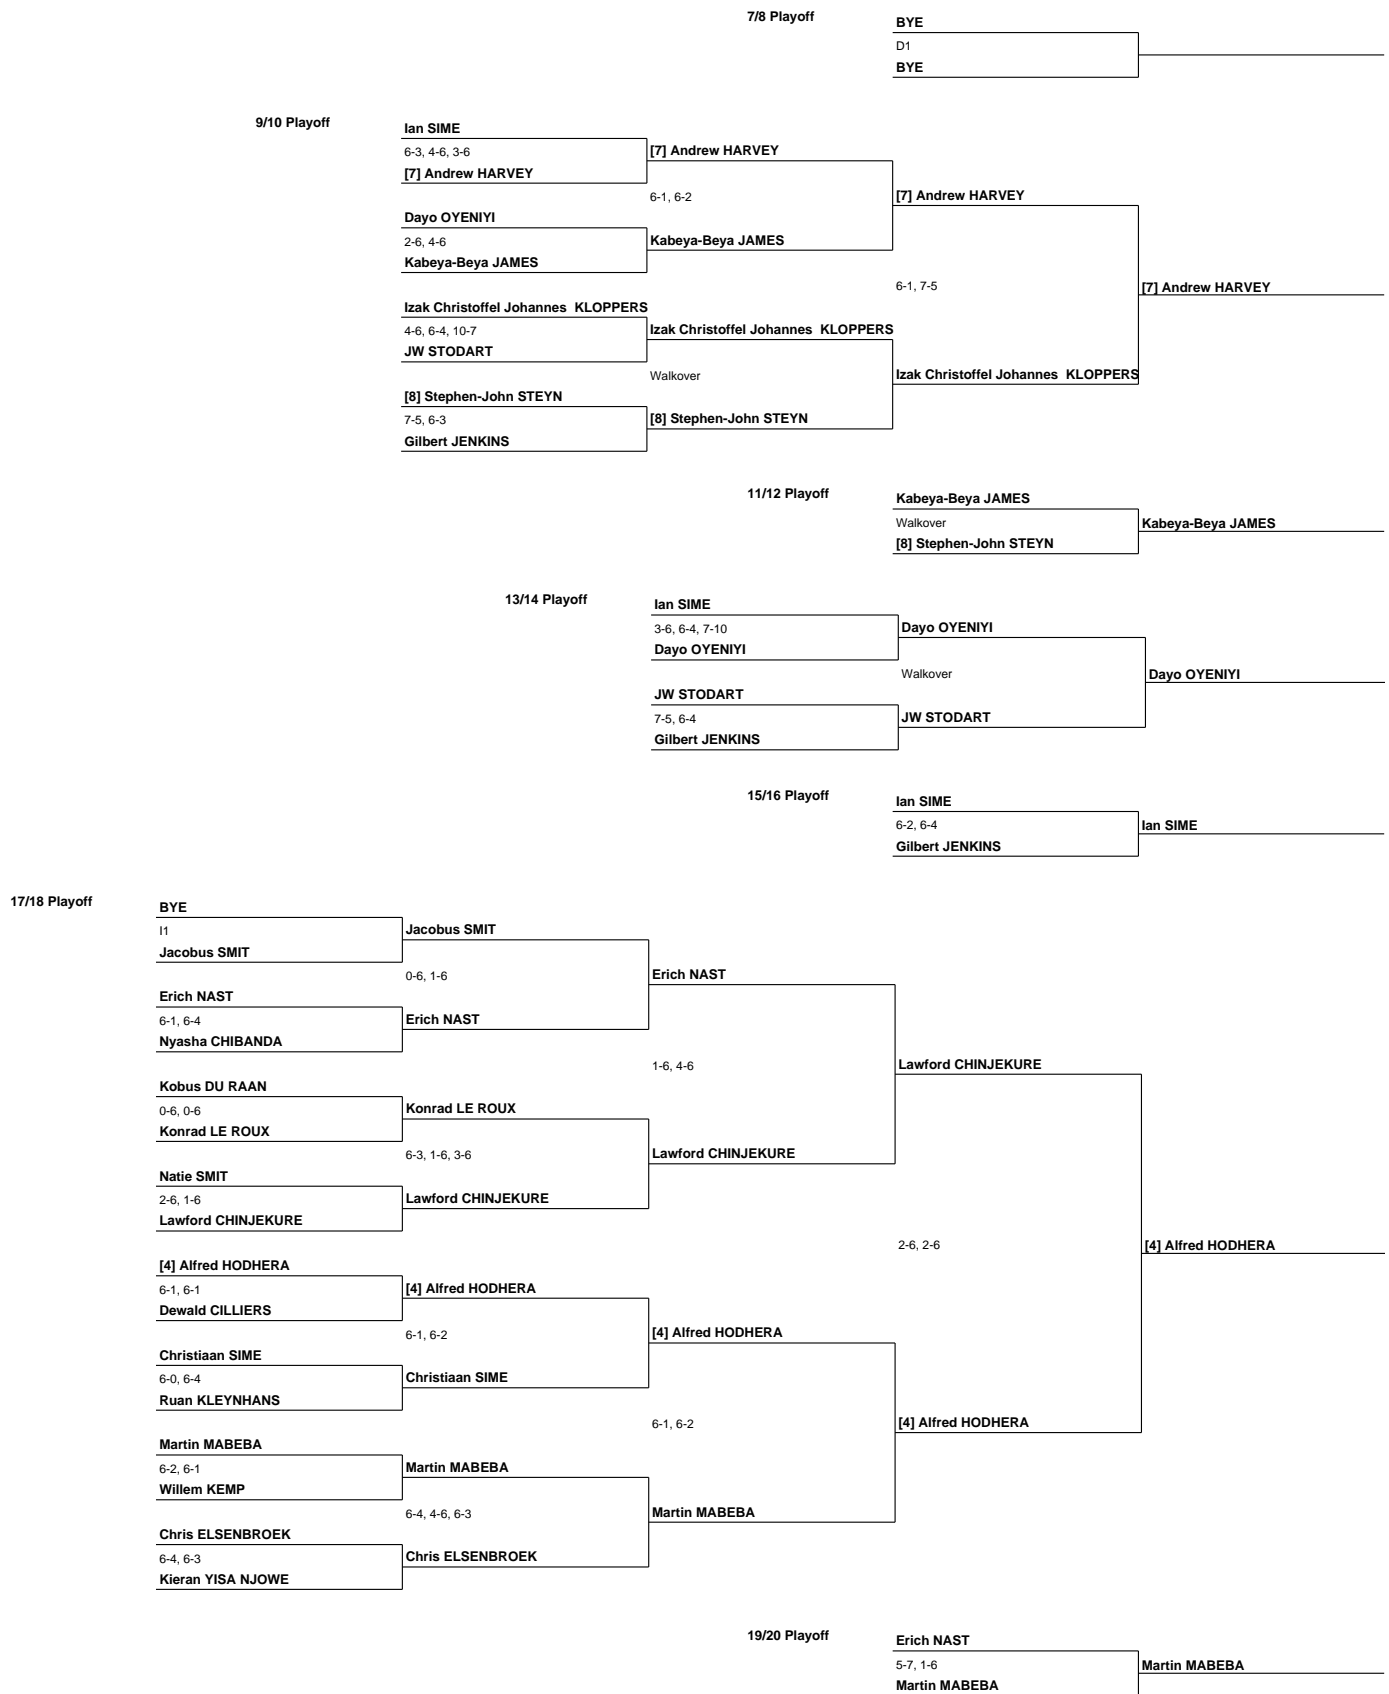 7/8 Playoff
BYE
D1
BYE
9/10 Playoff
Ian SIME
6-3, 4-6, 3-6
[7] Andrew HARVEY
[7] Andrew HARVEY
6-1, 6-2
[7] Andrew HARVEY
Dayo OYENIYI
2-6, 4-6
Kabeya-Beya JAMES
Kabeya-Beya JAMES
6-1, 7-5
[7] Andrew HARVEY
Izak Christoffel Johannes  KLOPPERS
4-6, 6-4, 10-7
Izak Christoffel Johannes  KLOPPERS
JW STODART
Walkover
Izak Christoffel Johannes  KLOPPERS
[8] Stephen-John STEYN
7-5, 6-3
[8] Stephen-John STEYN
Gilbert JENKINS
11/12 Playoff
Kabeya-Beya JAMES
Walkover
Kabeya-Beya JAMES
[8] Stephen-John STEYN
13/14 Playoff
Ian SIME
3-6, 6-4, 7-10
Dayo OYENIYI
Dayo OYENIYI
Walkover
Dayo OYENIYI
JW STODART
7-5, 6-4
JW STODART
Gilbert JENKINS
15/16 Playoff
Ian SIME
6-2, 6-4
Ian SIME
Gilbert JENKINS
17/18 Playoff
BYE
I1
Jacobus SMIT
Jacobus SMIT
0-6, 1-6
Erich NAST
Erich NAST
6-1, 6-4
Erich NAST
Nyasha CHIBANDA
1-6, 4-6
Lawford CHINJEKURE
Kobus DU RAAN
0-6, 0-6
Konrad LE ROUX
Konrad LE ROUX
6-3, 1-6, 3-6
Lawford CHINJEKURE
Natie SMIT
2-6, 1-6
Lawford CHINJEKURE
Lawford CHINJEKURE
2-6, 2-6
[4] Alfred HODHERA
[4] Alfred HODHERA
6-1, 6-1
[4] Alfred HODHERA
Dewald CILLIERS
6-1, 6-2
[4] Alfred HODHERA
Christiaan SIME
6-0, 6-4
Christiaan SIME
Ruan KLEYNHANS
6-1, 6-2
[4] Alfred HODHERA
Martin MABEBA
6-2, 6-1
Martin MABEBA
Willem KEMP
6-4, 4-6, 6-3
Martin MABEBA
Chris ELSENBROEK
6-4, 6-3
Chris ELSENBROEK
Kieran YISA NJOWE
19/20 Playoff
Erich NAST
5-7, 1-6
Martin MABEBA
Martin MABEBA